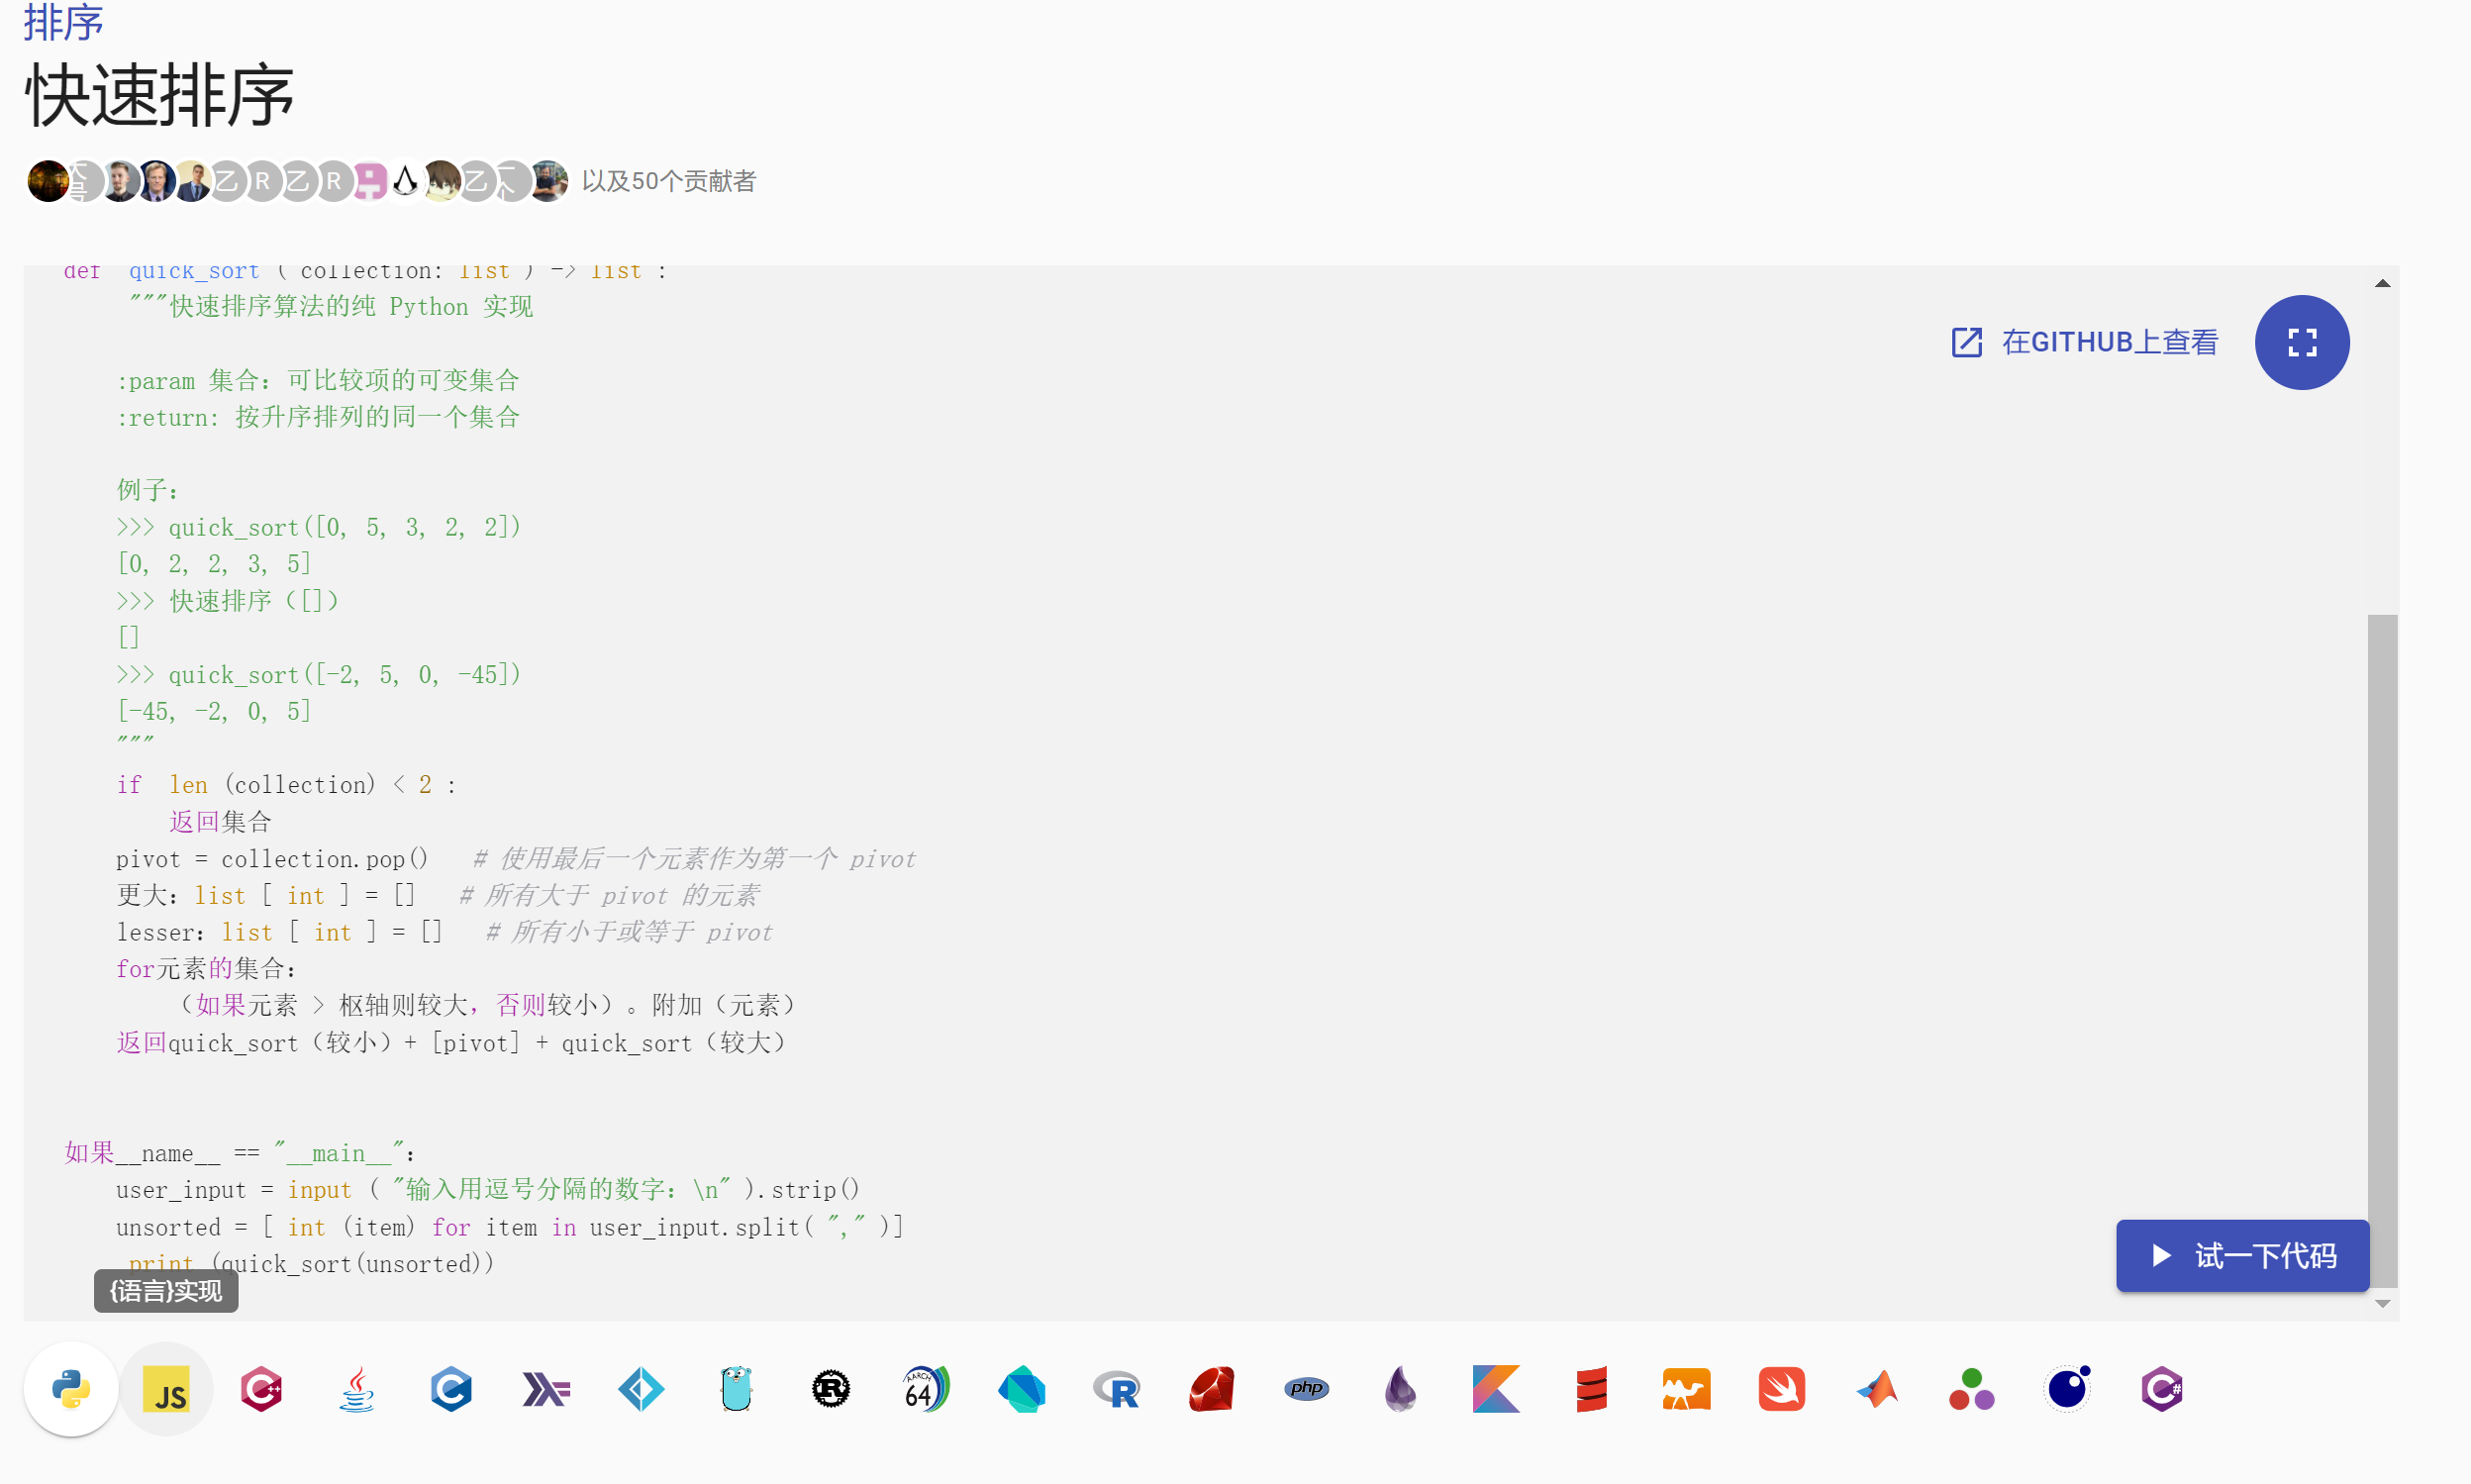 排序
快速排序
乙 R 乙 R 乙 以及50个贡献者
def quick_sort ( collection: list ) -> list :
"""快速排序算法的纯 Python 实现
在GITHUB上查看
:param 集合：可比较项的可变集合
:return: 按升序排列的同一个集合
例子：
>>> quick_sort([0, 5, 3, 2, 2])
[0, 2, 2, 3, 5]
>>> 快速排序（[]）
[]
>>> quick_sort([-2, 5, 0, -45])
[-45, -2, 0, 5]
"""
if len (collection) < 2 :
返回集合
pivot = collection.pop() # 使用最后一个元素作为第一个 pivot
更大：list [ int ] = [] # 所有大于 pivot 的元素
lesser：list [ int ] = [] # 所有小于或等于 pivot
for元素的集合：
（如果元素 > 枢轴则较大，否则较小）。附加（元素）
返回quick_sort（较小）+ [pivot] + quick_sort（较大）
如果__name__ == "__main__"：
user_input = input ( "输入用逗号分隔的数字：\n" ).strip()
unsorted = [ int (item) for item in user_input.split( "," )]
print (quick_sort(unsorted))
试一下代码
{语言}实现
JS C++ C R AARCH 64 R php C#